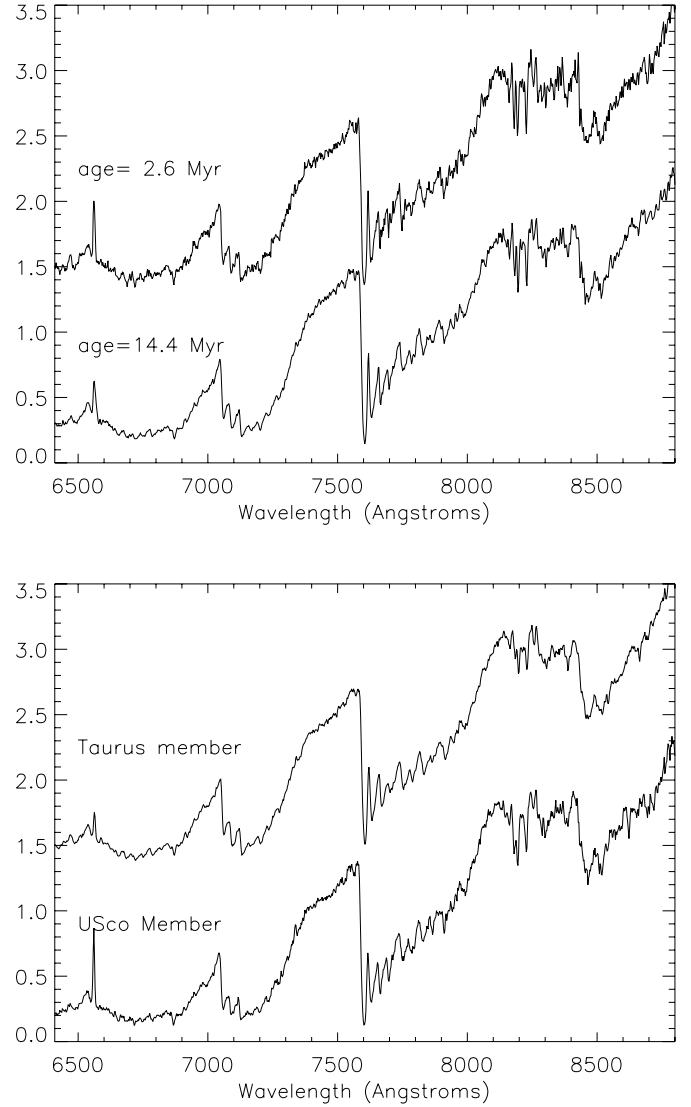 3.5
3.0
2.5
2.0
1.5
1.0
0.5
0.0
age= 2.6 Myr
age=14.4 Myr
6500 7000 7500 8000 8500
Wavelength (Angstroms)
3.5
3.0
2.5
2.0
1.5
1.0
0.5
0.0
Taurus member
USco Member
6500 7000 7500 8000 8500
Wavelength (Angstroms)